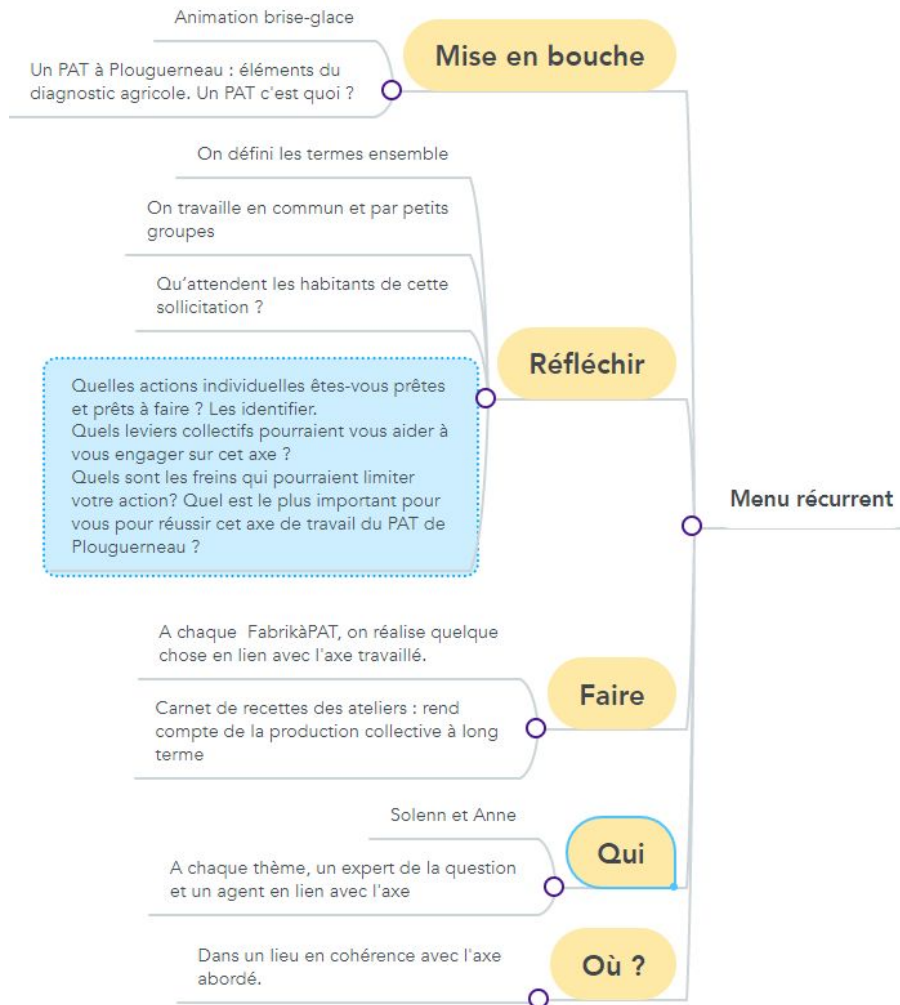 Animation brise-glace
Mise en bouche
Un PAT à Plouguerneau : éléments du
diagnostic agricole. Un PAT c'est quoi ?
On défini les termes ensemble
On travaille en commun et par petits
groupes
Qu'attendent les habitants de cette
sollicitation ?
Réfléchir
Quelles actions individuelles êtes-vous prêtes
et prêts à faire ? Les identifier.
Quels leviers collectifs pourraient vous aider à
vous engager sur cet axe ?
Quels sont les freins qui pourraient limiter
votre action? Quel est le plus important pour
vous pour réussir cet axe de travail du PAT de
Plouguerneau ?
Menu récurrent
A chaque  FabrikàPAT, on réalise quelque
chose en lien avec l'axe travaillé.
Faire
Carnet de recettes des ateliers : rend
compte de la production collective à long
terme
Solenn et Anne
Qui
A chaque thème, un expert de la question
et un agent en lien avec l'axe
Dans un lieu en cohérence avec l'axe
abordé.
Où ?